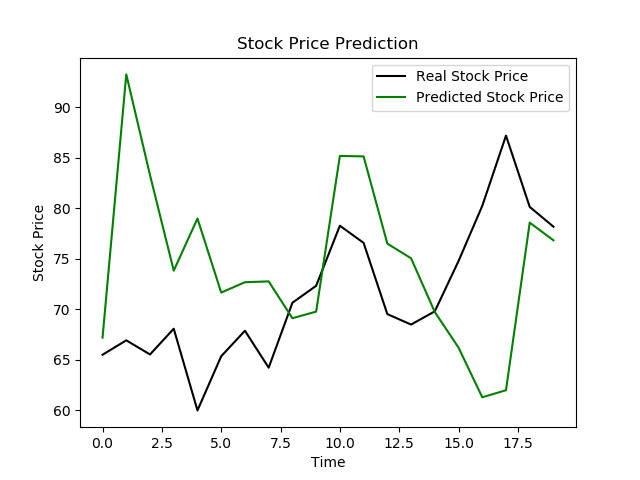 Stock Price Prediction
Real Stock Price
Predicted Stock Price
90
85
80
75
70
65
60
Stock Price
0.0 2.5 5.0 7.5 10.0 12.5 15.0 17.5
Time